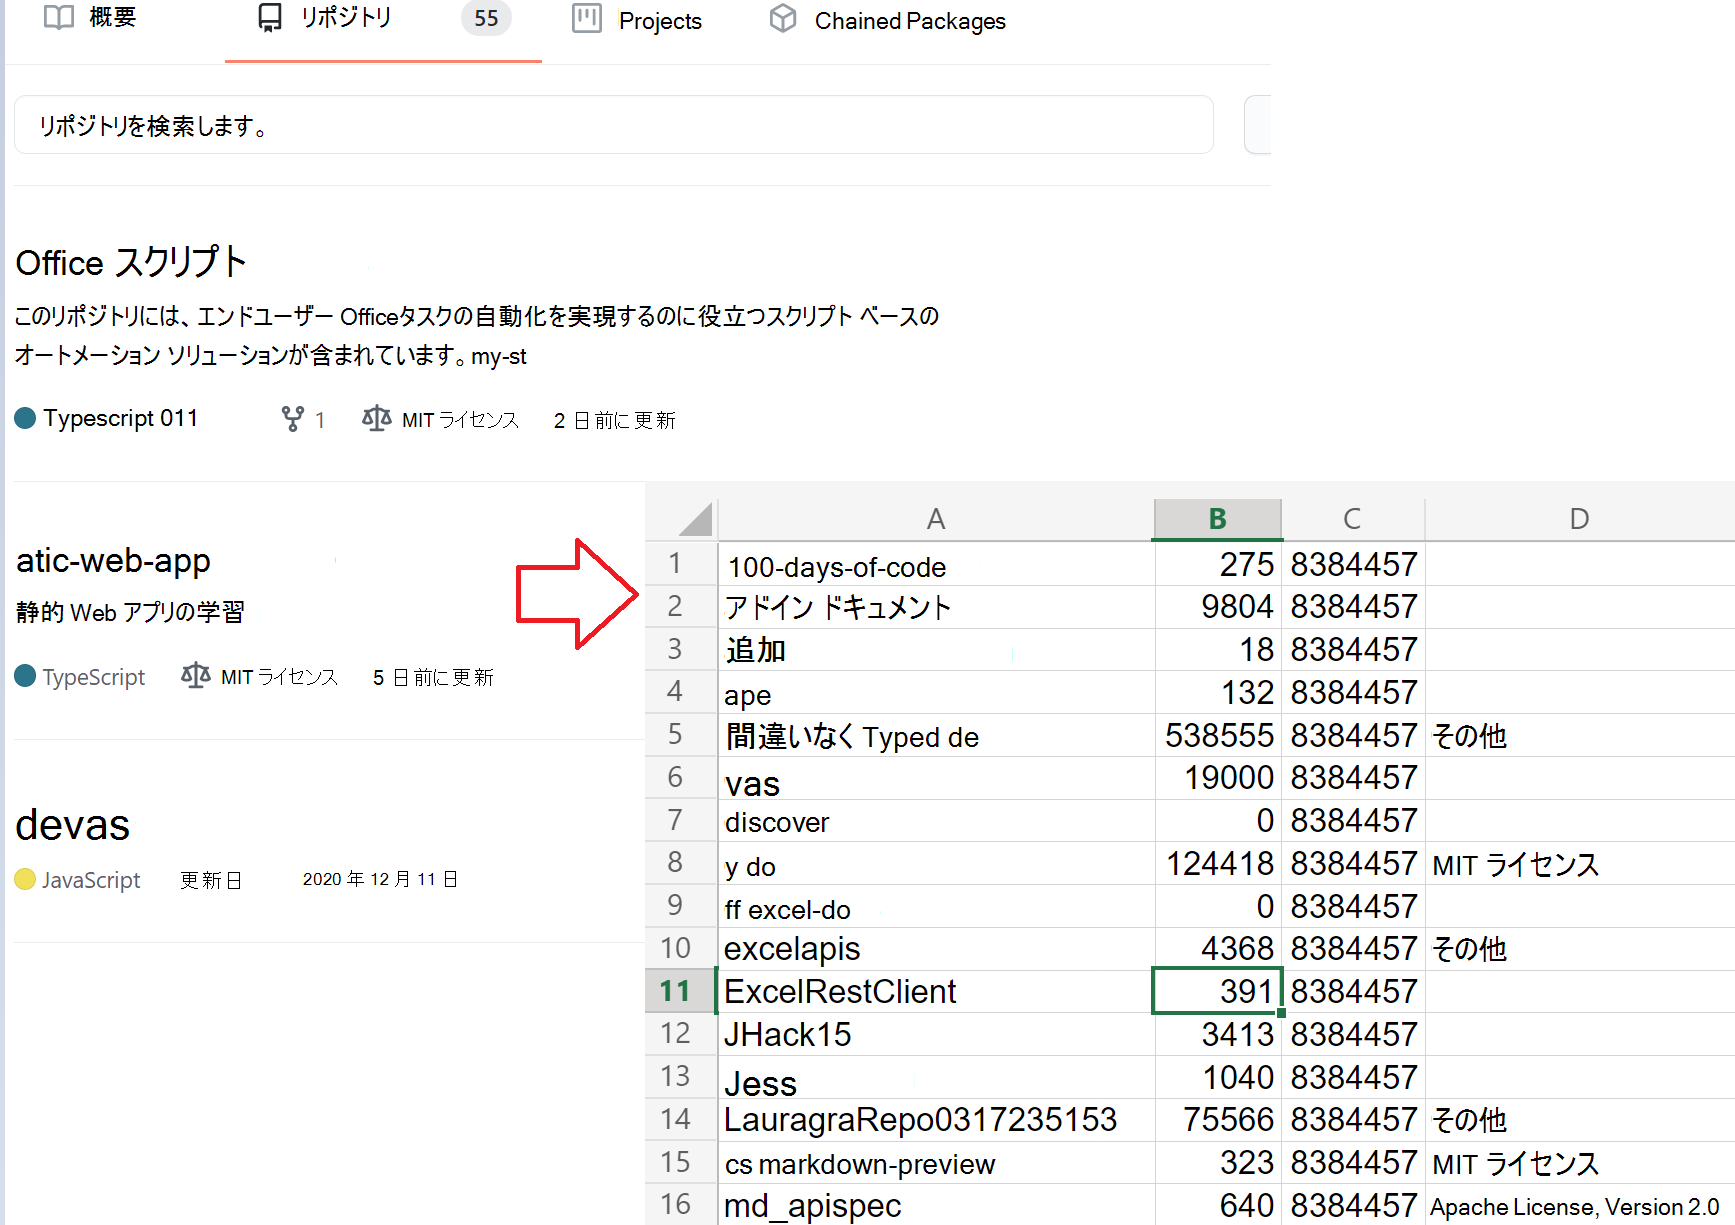 概要 リポジトリ 55 Projects Chained Packages
リポジトリを検索します。
Office スクリプト
このリポジトリには、エンドユーザー Officeタスクの自動化を実現するのに役立つスクリプト ベースの
オートメーション ソリューションが含まれています。my-st
Typescript 011 1 MIT ライセンス 2 日前に更新
atic-web-app
静的 Web アプリの学習
TypeScript MIT ライセンス 5 日前に更新
devas
JavaScript 更新日 2020 年 12 月 11 日
A B C D
1 100-days-of-code 275 8384457
2 アドイン ドキュメント 9804 8384457
3 追加 18 8384457
4 ape 132 8384457
5 間違いなく Typed de 538555 8384457 その他
6 vas 19000 8384457
7 discover 0 8384457
8 y do 124418 8384457 MIT ライセンス
9 ff excel-do 0 8384457
10 excelapis 4368 8384457 その他
11 ExcelRestClient 391 8384457
12 JHack15 3413 8384457
13 Jess 1040 8384457
14 LauragraRepo0317235153 75566 8384457 その他
15 cs markdown-preview 323 8384457 MIT ライセンス
16 md_apispec 640 8384457 Apache License, Version 2.0